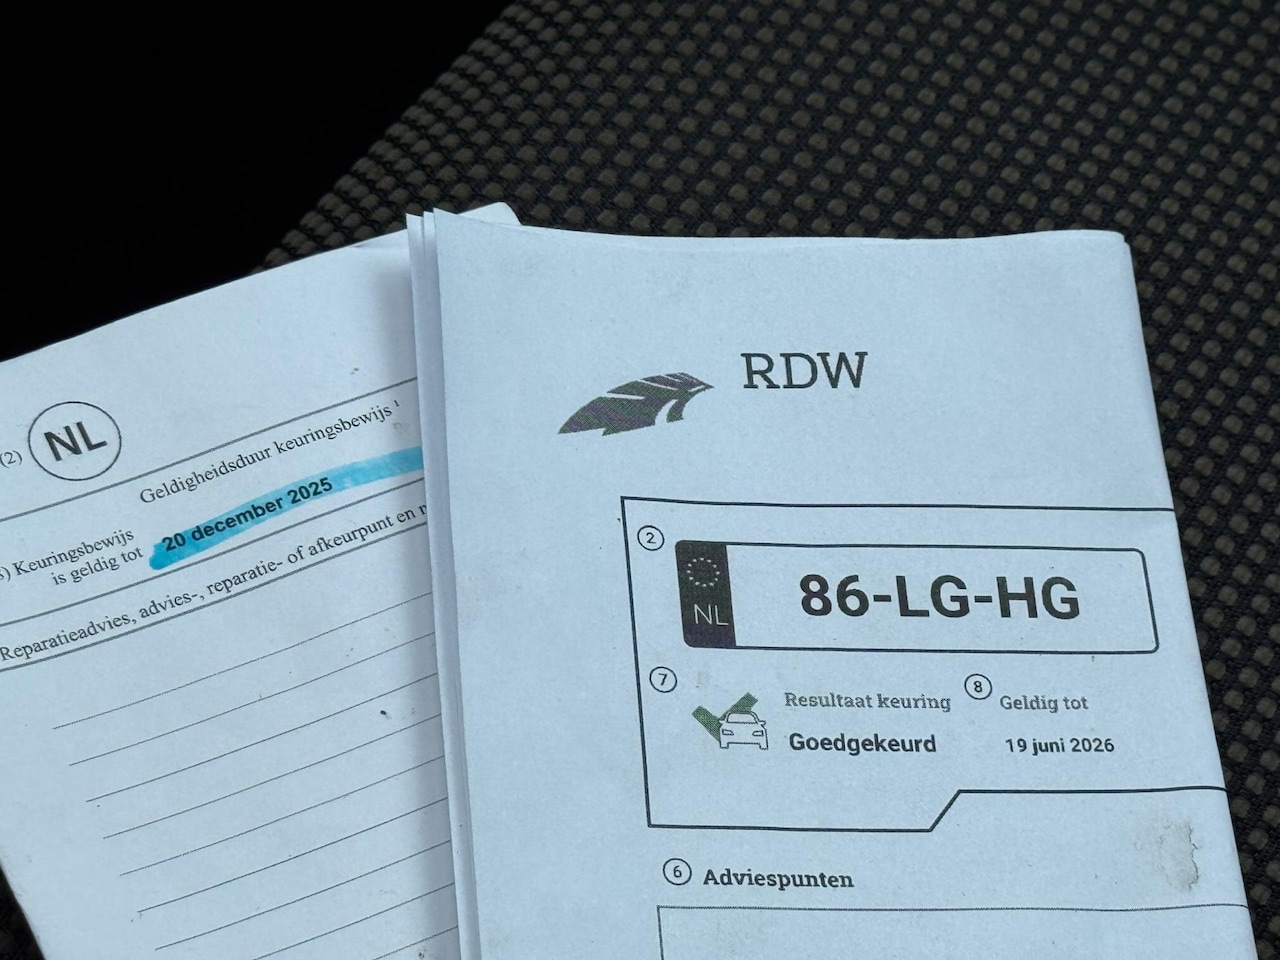 (2) NL
Geldigheidsduur keuringsbewijs ¹
Keuringsbewijs
is geldig tot
20 december 2025
Reparatieadvies, advies-, reparatie- of afkeurpunt en
RDW
2
NL
86-LG-HG
7
Resultaat keuring
Goedgekeurd
8
Geldig tot
19 juni 2026
6 Adviespunten